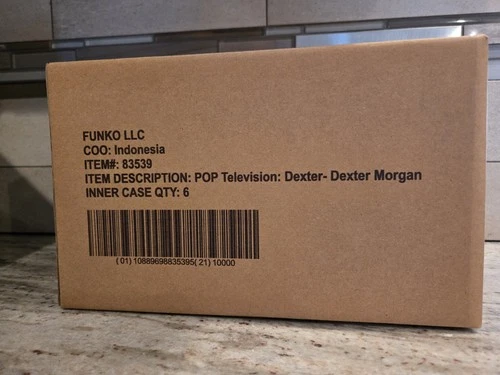 FUNKO LLC
COO: Indonesia
ITEM#: 83539
ITEM DESCRIPTION: POP Television: Dexter- Dexter Morgan
INNER CASE QTY: 6
(01) 10889698835395(21) 10000